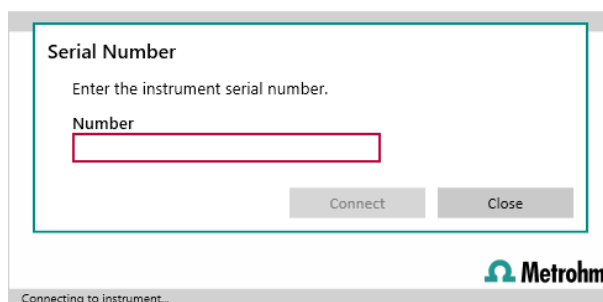 Serial Number
Enter the instrument serial number.
Number
Connect Close
Metrohm
Connecting to instrument...